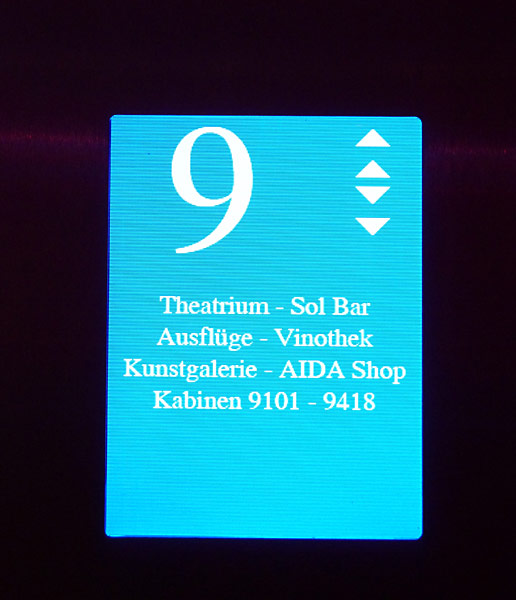 9
Theatrium - Sol Bar
Ausflüge - Vinothek
Kunstgalerie - AIDA Shop
Kabinen 9101 - 9418